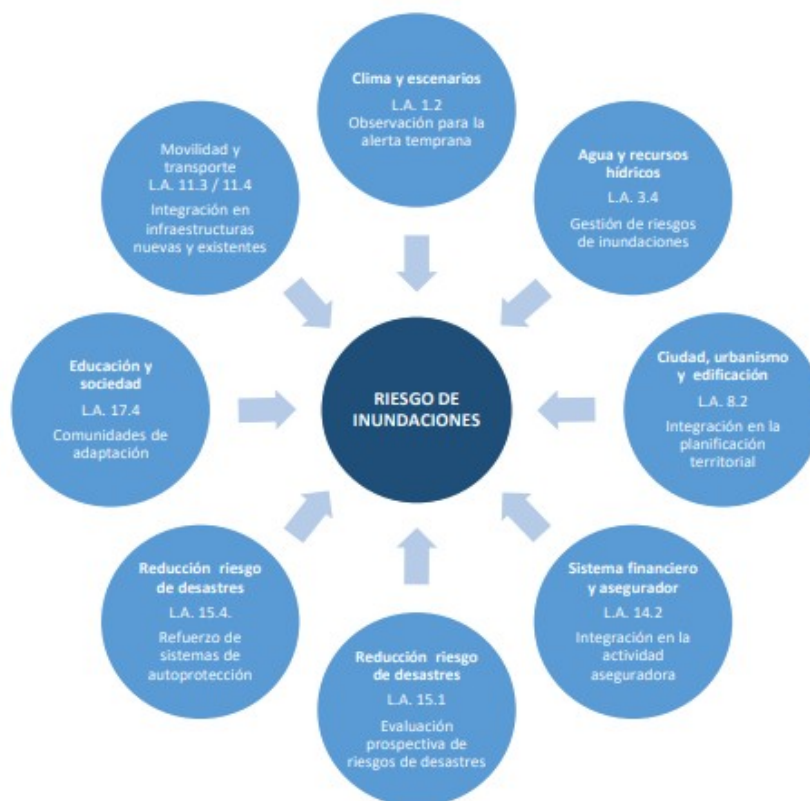 Clima y escenarios
L.A. 1.2
Observación para la
alerta temprana
Agua y recursos
hídricos
L.A. 3.4
Gestión de riesgos
de inundaciones
Ciudad, urbanismo
y edificación
L.A. 8.2
Integración en la
planificación
territorial
Sistema financiero
y asegurador
L.A. 14.2
Integración en la
actividad
aseguradora
Reducción riesgo
de desastres
L.A. 15.1
Evaluación
prospectiva de
riesgos de desastres
Reducción riesgo
de desastres
L.A. 15.4.
Refuerzo de
sistemas de
autoprotección
Educación y
sociedad
L.A. 17.4
Comunidades de
adaptación
Movilidad y
transporte
L.A. 11.3 / 11.4
Integración en
infraestructuras
nuevas y existentes
RIESGO DE
INUNDACIONES